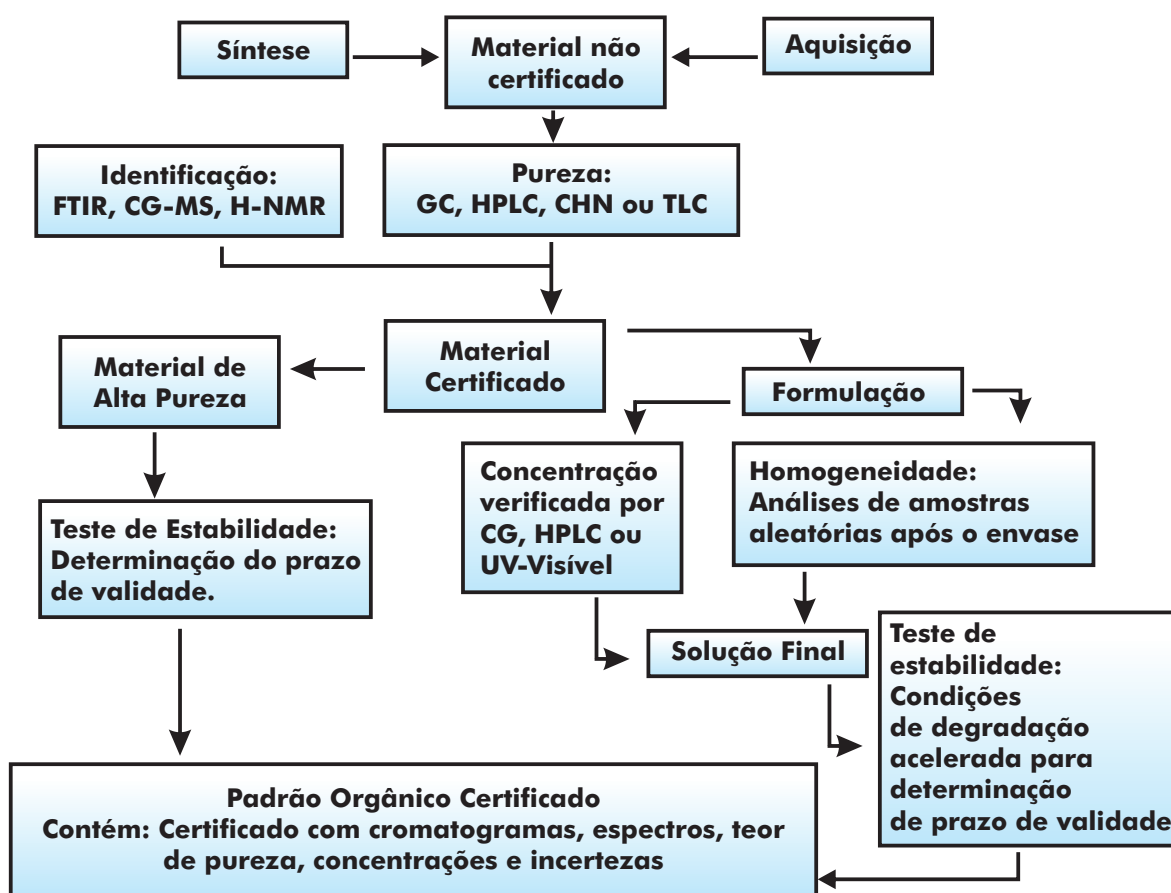 Síntese
Material não
certificado
Aquisição
Identificação:
FTIR, CG-MS, H-NMR
Pureza:
GC, HPLC, CHN ou TLC
Material de
Alta Pureza
Material
Certificado
Formulação
Teste de Estabilidade:
Determinação do prazo
de validade.
Concentração
verificada por
CG, HPLC ou
UV-Visível
Homogeneidade:
Análises de amostras
aleatórias após o envase
Solução Final
Teste de
estabilidade:
Condições
de degradação
acelerada para
determinação
de prazo de validade
Padrão Orgânico Certificado
Contém: Certificado com cromatogramas, espectros, teor
de pureza, concentrações e incertezas